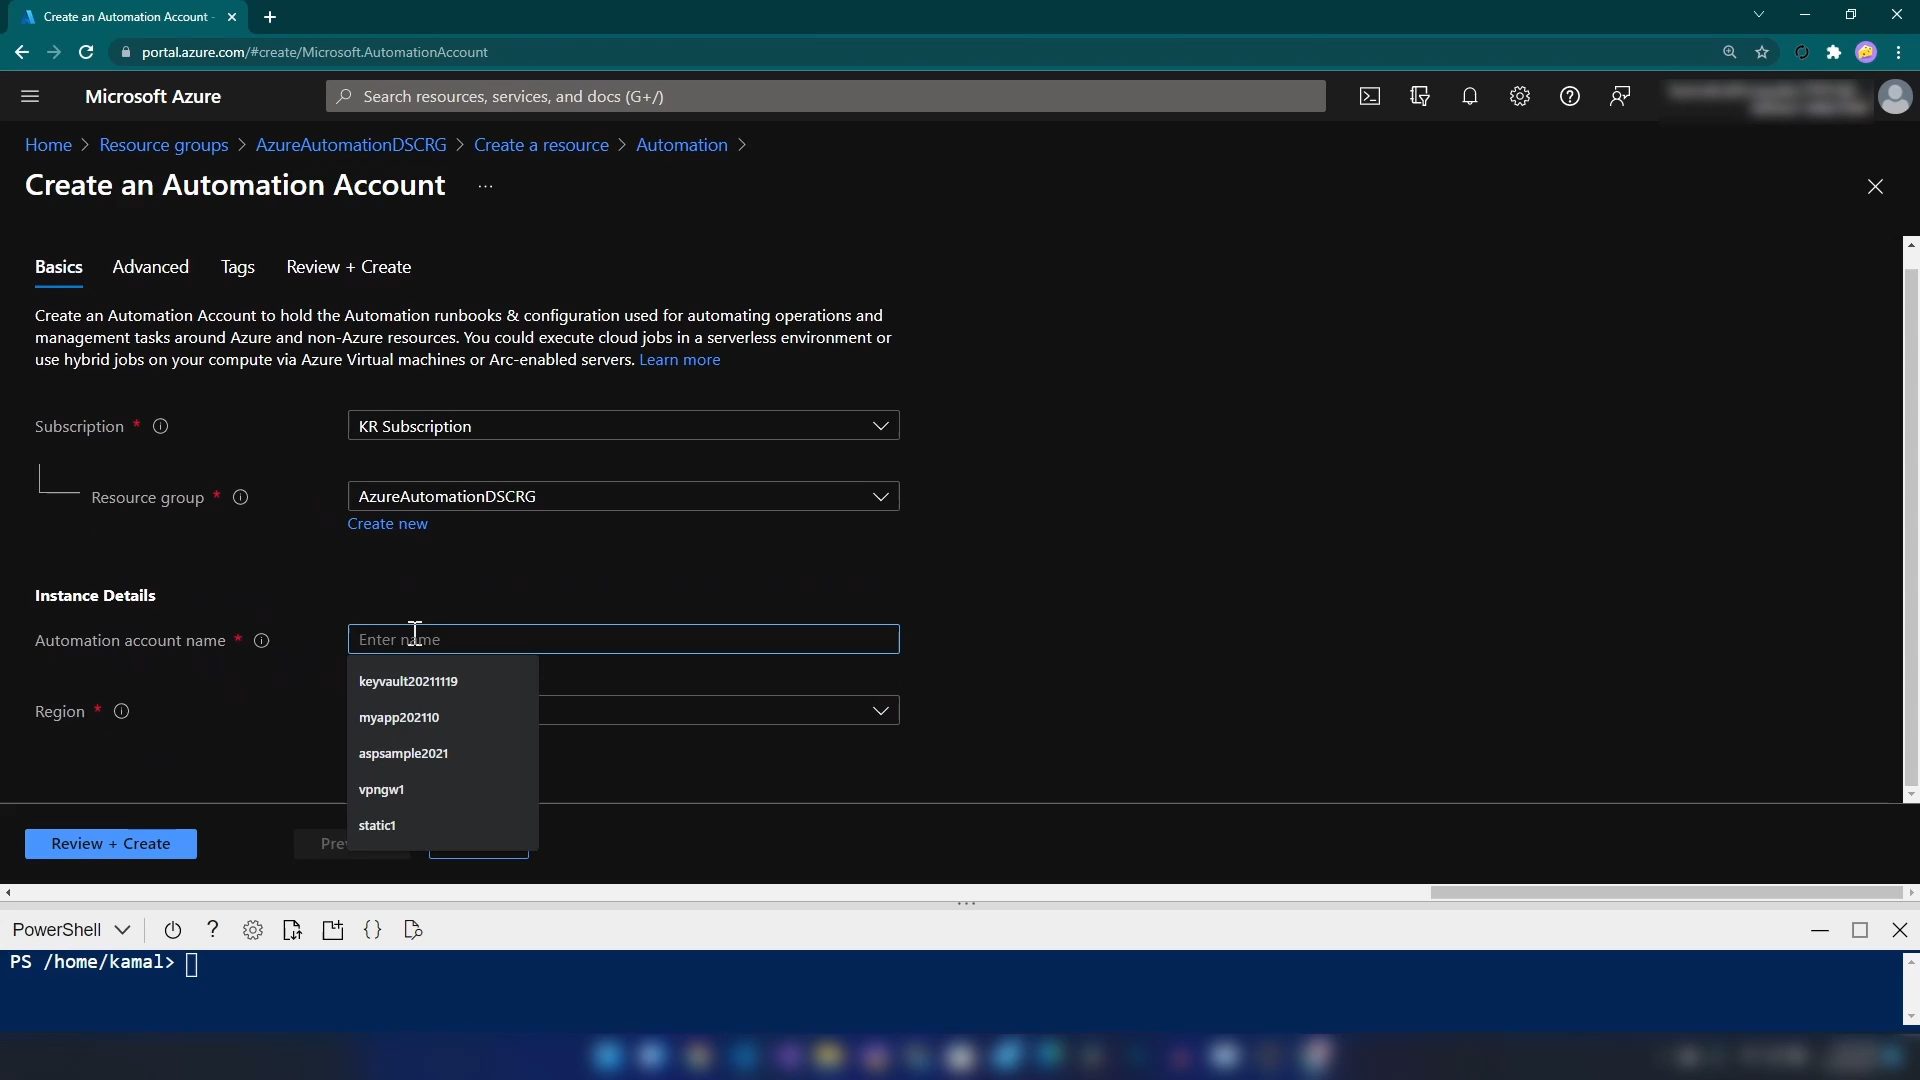 Create an Automation Account -
portal.azure.com/#create/Microsoft.AutomationAccount
Microsoft Azure
Search resources, services, and docs (G+/)
Home > Resource groups > AzureAutomationDSCRG > Create a resource > Automation >
Create an Automation Account ...
Basics Advanced Tags Review + Create
Create an Automation Account to hold the Automation runbooks & configuration used for automating operations and
management tasks around Azure and non-Azure resources. You could execute cloud jobs in a serverless environment or
use hybrid jobs on your compute via Azure Virtual machines or Arc-enabled servers. Learn more
Subscription * KR Subscription
Resource group * AzureAutomationDSCRG
Create new
Instance Details
Automation account name * Enter name
keyvault20211119
Region *
myapp202110
aspsample2021
vpngw1
static1
Review + Create
PowerShell
PS /home/kamal>